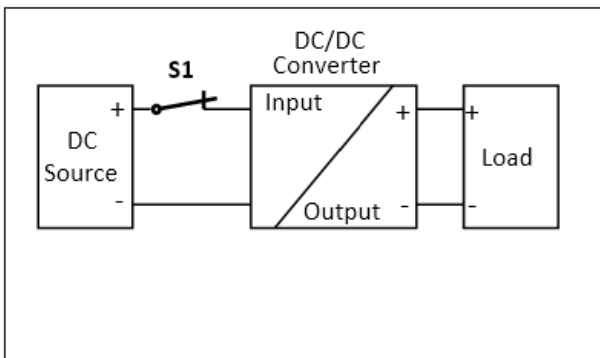 DC/DC
Converter
S1
+
DC
Source
-
Input
Output
+
-
+
Load
-